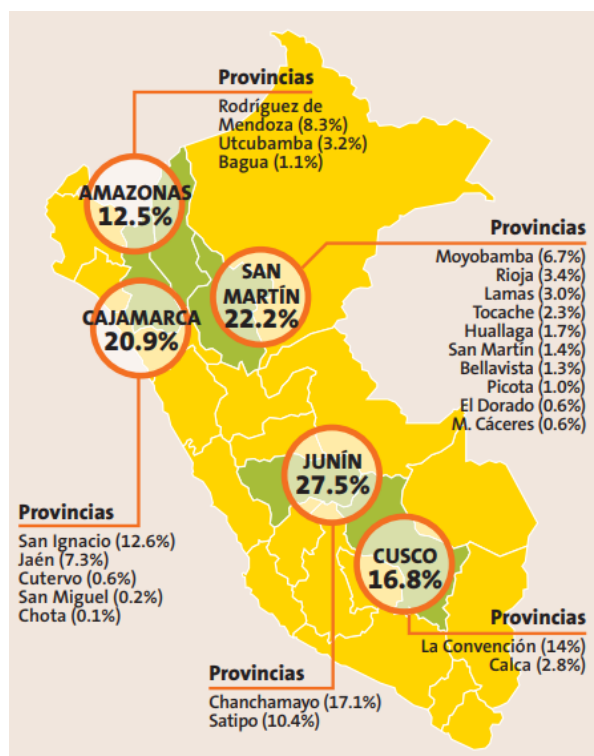 Provincias
Rodríguez de
Mendoza (8.3%)
Utcubamba (3.2%)
Bagua (1.1%)
AMAZONAS
12.5%
Provincias
Moyobamba (6.7%)
Rioja (3.4%)
Lamas (3.0%)
Tocache (2.3%)
Huallaga (1.7%)
San Martín (1.4%)
Bellavista (1.3%)
Picota (1.0%)
El Dorado (0.6%)
M. Cáceres (0.6%)
SAN
MARTÍN
22.2%
CAJAMARCA
20.9%
JUNÍN
27.5%
Provincias
San Ignacio (12.6%)
Jaén (7.3%)
Cutervo (0.6%)
San Miguel (0.2%)
Chota (0.1%)
CUSCO
16.8%
Provincias
La Convención (14%)
Calca (2.8%)
Provincias
Chanchamayo (17.1%)
Satipo (10.4%)